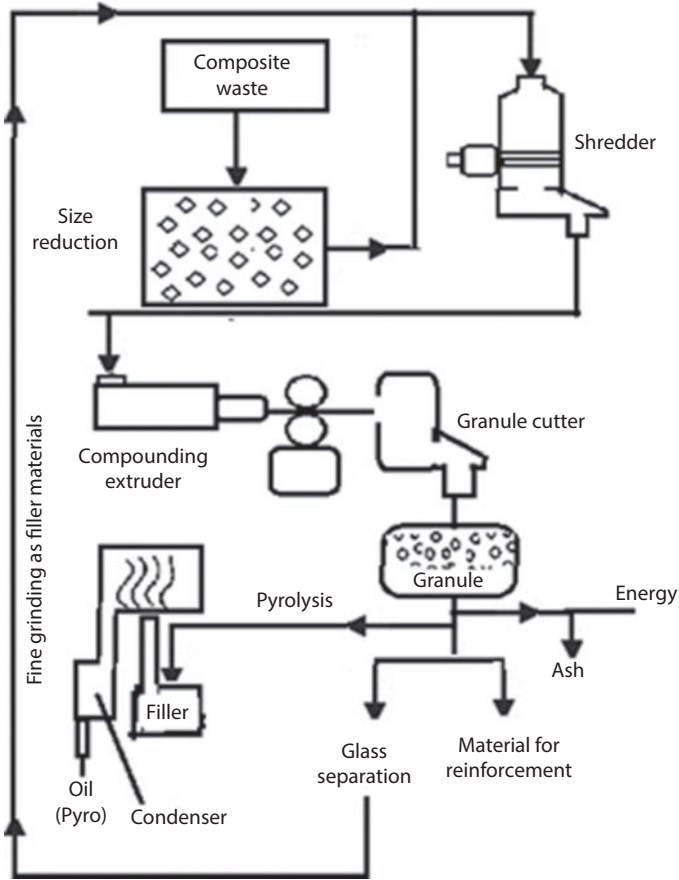 Composite
waste
Shredder
Size
reduction
Granule cutter
Compounding
extruder
Fine grinding as filler materials
Granule
Pyrolysis
Energy
Ash
Filler
Glass
separation
Material for
reinforcement
Oil
(Pyro)
Condenser